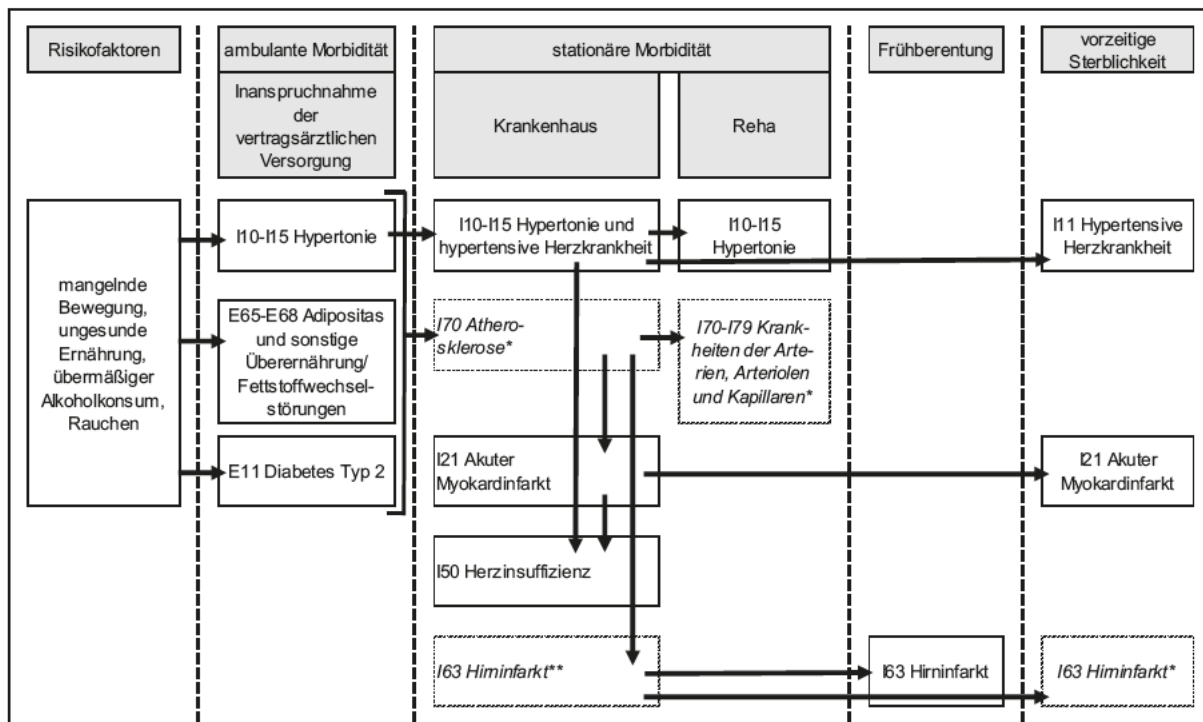 Risikofaktoren
ambulante Morbidität
stationäre Morbidität
Frühberentung
vorzeitige
Sterblichkeit
Inanspruchnahme
der
vertragsärztlichen
Versorgung
Krankenhaus
Reha
mangelnde
Bewegung,
ungesunde
Ernährung,
übermäßiger
Alkoholkonsum,
Rauchen
I10-I15 Hypertonie
I10-I15 Hypertonie und
hypertensive Herzkrankheit
I10-I15
Hypertonie
I11 Hypertensive
Herzkrankheit
E65-E68 Adipositas
und sonstige
Überernährung/
Fettstoffwechsel-
störungen
I70 Athero-
sklerose*
I70-I79 Krank-
heiten der Arte-
rien, Arteriolen
und Kapillaren*
E11 Diabetes Typ 2
I21 Akuter
Myokardinfarkt
I21 Akuter
Myokardinfarkt
I50 Herzinsuffizienz
I63 Hirninfarkt**
I63 Hirninfarkt
I63 Hirninfarkt*